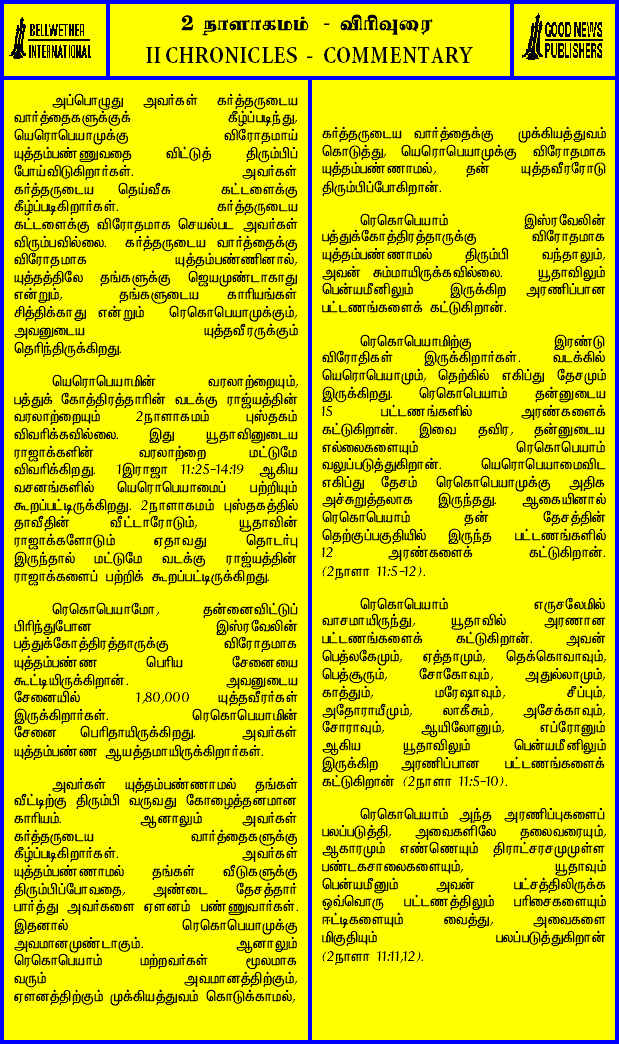 BELLWETHER
INTERNATIONAL
2 நாளாகமம் - விரிவுரை
II CHRONICLES - COMMENTARY
GOOD NEWS
PUBLISHERS
அப்பொழுது அவர்கள் கர்த்தருடைய
வார்த்தைகளுக்குக் கீழ்ப்படிந்து,
யெரொபெயாமுக்கு விரோதமாய்
யுத்தம்பண்ணுவதை விட்டுத் திரும்பிப்
போய்விடுகிறார்கள். அவர்கள்
கர்த்தருடைய தெய்வீக கட்டளைக்கு
கீழ்ப்படிகிறார்கள். கர்த்தருடைய
கட்டளைக்கு விரோதமாக செயல்பட அவர்கள்
விரும்பவில்லை. கர்த்தருடைய வார்த்தைக்கு
விரோதமாக யுத்தம்பண்ணினால்,
யுத்தத்திலே தங்களுக்கு ஜெயமுண்டாகாது
என்றும், தங்களுடைய காரியங்கள்
சித்திக்காது என்றும் ரெகொபெயாமுக்கும்,
அவனுடைய யுத்தவீரருக்கும்
தெரிந்திருக்கிறது.
யெரொபெயாமின் வரலாற்றையும்,
பத்துக் கோத்திரத்தாரின் வடக்கு ராஜ்யத்தின்
வரலாற்றையும் 2நாளாகமம் புஸ்தகம்
விவரிக்கவில்லை. இது யூதாவினுடைய
ராஜாக்களின் வரலாற்றை மட்டுமே
விவரிக்கிறது. 1இராஜா 11:25-14:19 ஆகிய
வசனங்களில் யெரொபெயாமைப் பற்றியும்
கூறப்பட்டிருக்கிறது. 2நாளாகமம் புஸ்தகத்தில்
தாவீதின் வீட்டாரோடும், யூதாவின்
ராஜாக்களோடும் ஏதாவது தொடர்பு
இருந்தால் மட்டுமே வடக்கு ராஜ்யத்தின்
ராஜாக்களைப் பற்றிக் கூறப்பட்டிருக்கிறது.
ரெகொபெயாமோ, தன்னைவிட்டுப்
பிரிந்துபோன இஸ்ரவேலின்
பத்துக்கோத்திரத்தாருக்கு விரோதமாக
யுத்தம்பண்ண பெரிய சேனையை
கூட்டியிருக்கிறான். அவனுடைய
சேனையில் 1,80,000 யுத்தவீரர்கள்
இருக்கிறார்கள். ரெகொபெயாமின்
சேனை பெரிதாயிருக்கிறது. அவர்கள்
யுத்தம்பண்ண ஆயத்தமாயிருக்கிறார்கள்.
அவர்கள் யுத்தம்பண்ணாமல் தங்கள்
வீட்டிற்கு திரும்பி வருவது கோழைத்தனமான
காரியம். ஆனாலும் அவர்கள்
கர்த்தருடைய வார்த்தைகளுக்கு
கீழ்ப்படிகிறார்கள். அவர்கள்
யுத்தம்பண்ணாமல் தங்கள் வீடுகளுக்கு
திரும்பிப்போவதை, அண்டை தேசத்தார்
பார்த்து அவர்களை ஏளனம் பண்ணுவார்கள்.
இதனால் ரெகொபெயாமுக்கு
அவமானமுண்டாகும். ஆனாலும்
ரெகொபெயாம் மற்றவர்கள் மூலமாக
வரும் அவமானத்திற்கும்,
ஏளனத்திற்கும் முக்கியத்துவம் கொடுக்காமல்,
கர்த்தருடைய வார்த்தைக்கு முக்கியத்துவம்
கொடுத்து, யெரொபெயாமுக்கு விரோதமாக
யுத்தம்பண்ணாமல், தன் யுத்தவீரரோடு
திரும்பிப்போகிறான்.
ரெகொபெயாம் இஸ்ரவேலின்
பத்துக்கோத்திரத்தாருக்கு விரோதமாக
யுத்தம்பண்ணாமல் திரும்பி வந்தாலும்,
அவன் சும்மாயிருக்கவில்லை. யூதாவிலும்
பென்யமீனிலும் இருக்கிற அரணிப்பான
பட்டணங்களைக் கட்டுகிறான்.
ரெகொபெயாமிற்கு இரண்டு
விரோதிகள் இருக்கிறார்கள். வடக்கில்
யெரொபெயாமும், தெற்கில் எகிப்து தேசமும்
இருக்கிறது. ரெகொபெயாம் தன்னுடைய
15 பட்டணங்களில் அரண்களைக்
கட்டுகிறான். இவை தவிர, தன்னுடைய
எல்லைகளையும் ரெகொபெயாம்
வலுப்படுத்துகிறான். யெரொபெயாமைவிட
எகிப்து தேசம் ரெகொபெயாமுக்கு அதிக
அச்சுறுத்தலாக இருந்தது. ஆகையினால்
ரெகொபெயாம் தன் தேசத்தின்
தெற்குப்பகுதியில் இருந்த பட்டணங்களில்
12 அரண்களைக் கட்டுகிறான்.
(2நாளா 11:5-12).
ரெகொபெயாம் எருசலேமில்
வாசமாயிருந்து, யூதாவில் அரணான
பட்டணங்களைக் கட்டுகிறான். அவன்
பெத்லகேமும், ஏத்தாமும், தெக்கொவாவும்,
பெத்சூரும், சோகோவும், அதுல்லாமும்,
காத்தும், மரேஷாவும், சீப்பும்,
அதோராயீமும், லாகீசும், அசேக்காவும்,
சோராவும், ஆயிலோனும், எப்ரோனும்
ஆகிய யூதாவிலும் பென்யமீனிலும்
இருக்கிற அரணிப்பான பட்டணங்களைக்
கட்டுகிறான் (2நாளா 11:5-10).
ரெகொபெயாம் அந்த அரணிப்புகளைப்
பலப்படுத்தி, அவைகளிலே தலைவரையும்,
ஆகாரமும் எண்ணெயும் திராட்சரசமுமுள்ள
பண்டகசாலைகளையும், யூதாவும்
பென்யமீனும் அவன் பட்சத்திலிருக்க
ஒவ்வொரு பட்டணத்திலும் பரிசைகளையும்
ஈட்டிகளையும் வைத்து, அவைகளை
மிகுதியும் பலப்படுத்துகிறான்
(2நாளா 11:11,12).